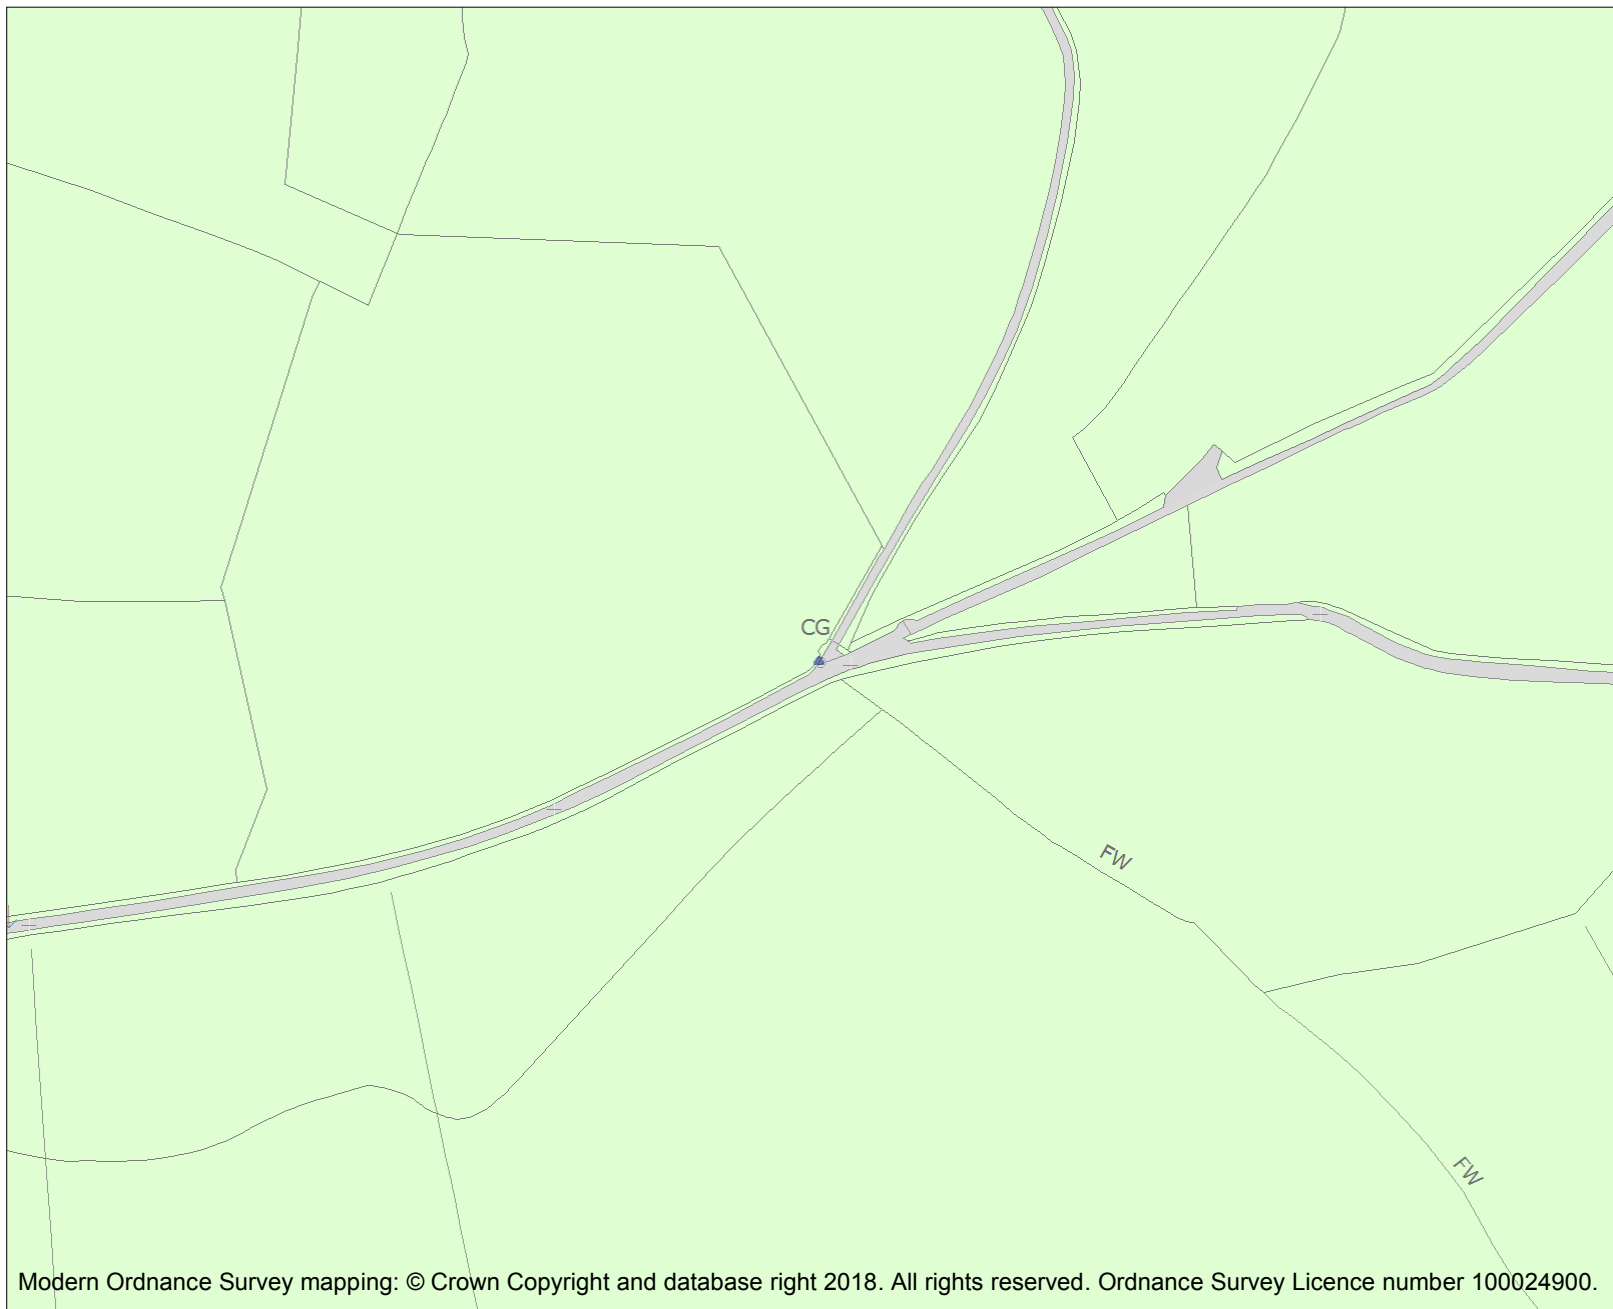 CG
FW
FW
Modern Ordnance Survey mapping: © Crown Copyright and database right 2018. All rights reserved. Ordnance Survey Licence number 100024900.